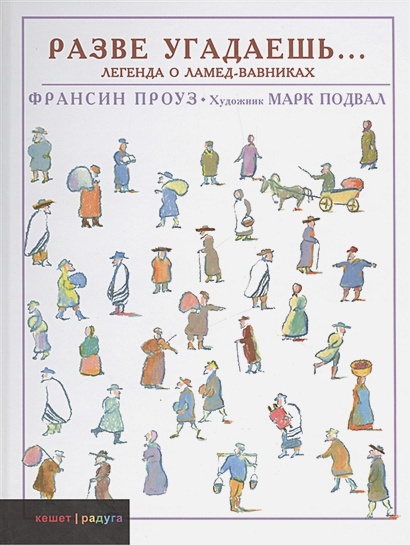 РАЗВЕ УГАДАЕШЬ...
ЛЕГЕНДА О ЛАМЕД-ВАВНИКАХ
ФРАНСИН ПРОУЗ • Художник МАРК ПОДВАЛ
кешет | радуга